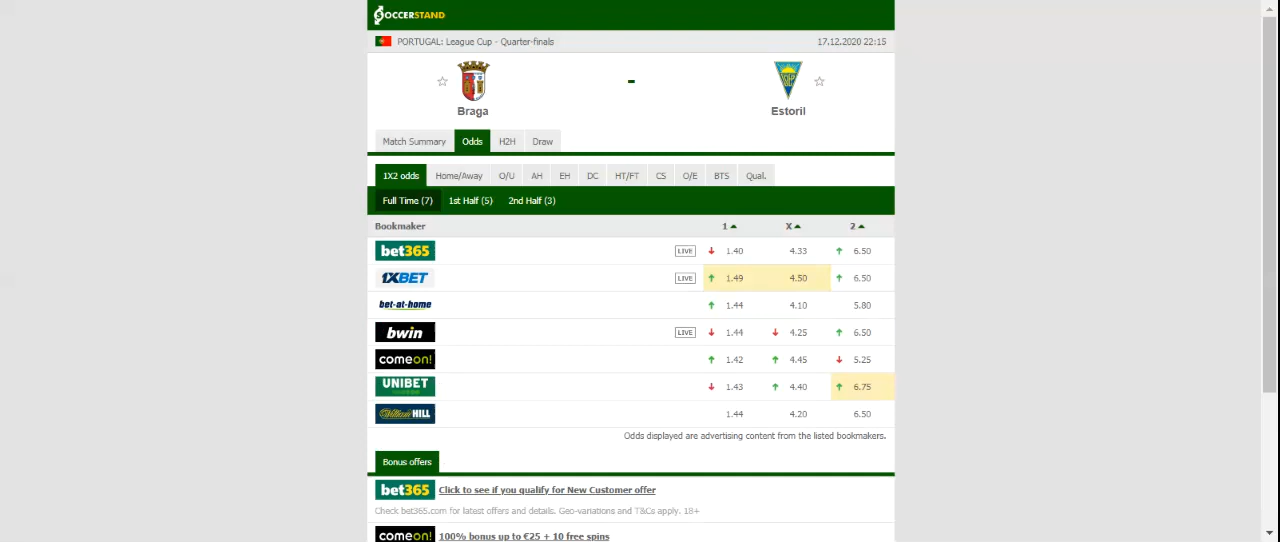 SOCCERSTAND
PORTUGAL: League Cup - Quarter-finals 17.12.2020 22:15
-
Braga Estoril
Match Summary Odds H2H Draw
1X2 odds Home/Away O/U AH EH DC HT/FT CS O/E BTS Qual.
Full Time (7) 1st Half (5) 2nd Half (3)
Bookmaker 1 X 2
bet365 LIVE 1.40 4.33 6.50
1XBET LIVE 1.49 4.50 6.50
bet-at-home 1.44 4.10 5.80
bwin LIVE 1.44 4.25 6.50
comeon! 1.42 4.45 5.25
UNIBET 1.43 4.40 6.75
William HILL 1.44 4.20 6.50
Odds displayed are advertising content from the listed bookmakers.
Bonus offers
bet365 Click to see if you qualify for New Customer offer
Check bet365.com for latest offers and details. Geo-variations and T&Cs apply. 18+
comeon! 100% bonus up to €25 + 10 free spins